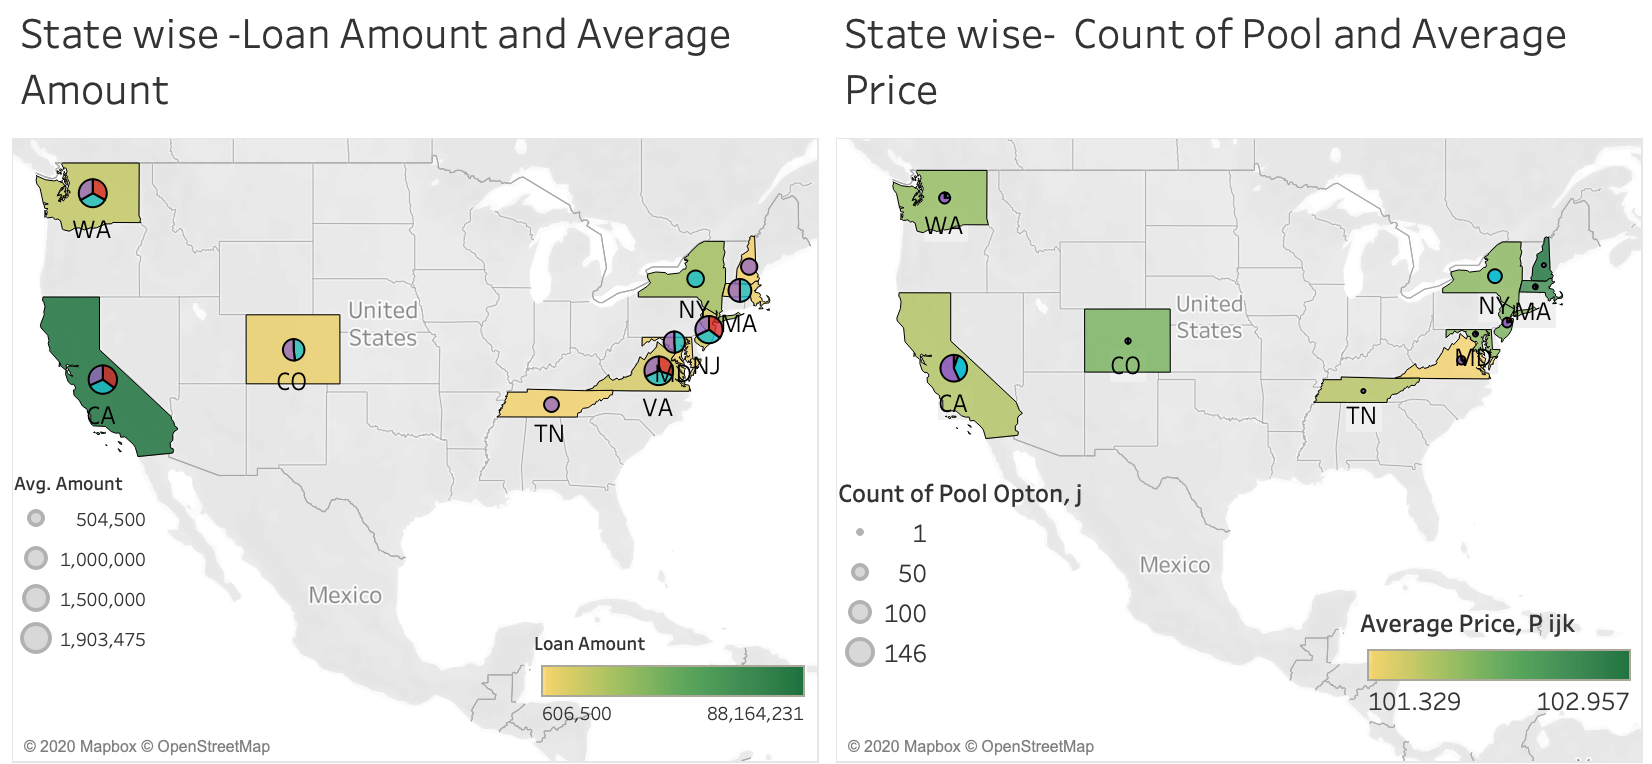 State wise -Loan Amount and Average
Amount
WA
United
States
NY
MA
CO
NJ
MD
CA
VA
TN
Avg. Amount
504,500
1,000,000
1,500,000
1,903,475
Mexico
Loan Amount
606,500 88,164,231
© 2020 Mapbox © OpenStreetMap
State wise- Count of Pool and Average
Price
WA
United
States
NY
MA
CO
MD
CA
TN
Count of Pool Opton, j
1
50
100
146
Mexico
Average Price, P ijk
101.329 102.957
© 2020 Mapbox © OpenStreetMap